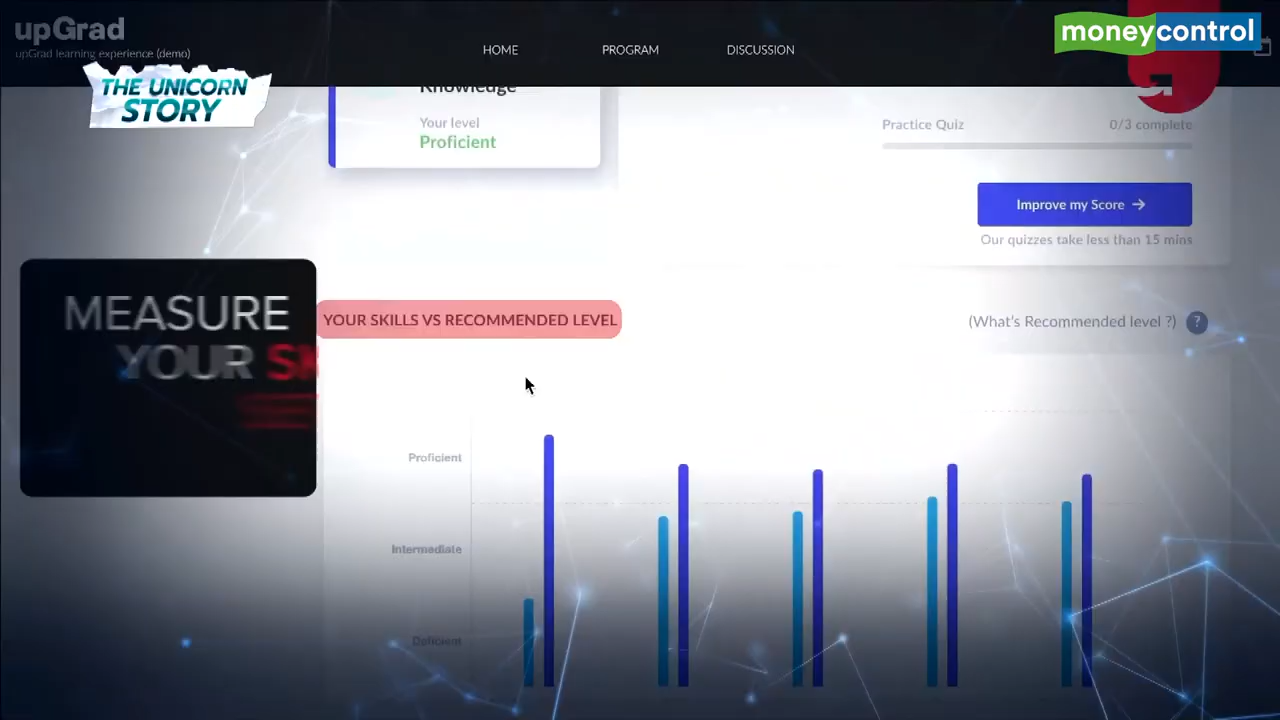 upGrad
upGrad learning experience (demo)
HOME
PROGRAM
DISCUSSION
moneycontrol
THE UNICORN
STORY
Knowledge
Your level
Proficient
Practice Quiz
0/3 complete
Improve my Score →
Our quizzes take less than 15 mins
MEASURE
YOUR SK
YOUR SKILLS VS RECOMMENDED LEVEL
(What's Recommended level ?) ?
Proficient
Intermediate
Deficient